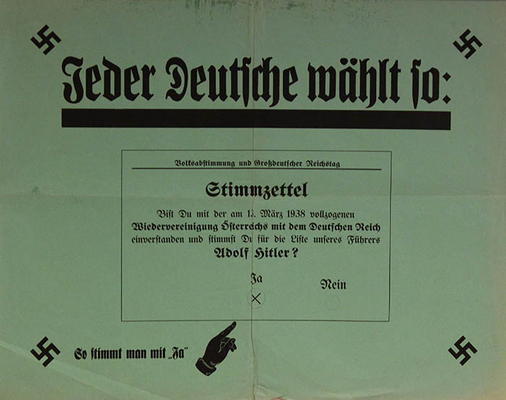 Jeder Deutsche wählt so:
Volksabstimmung und Großdeutscher Reichstag
Stimmzettel
Bist Du mit der am 13. März 1938 vollzogenen
Wiedervereinigung Österreichs mit dem Deutschen Reich
einverstanden und stimmst Du für die Liste unseres Führers
Adolf Hitler?
Ja
Nein
So stimmt man mit „Ja"